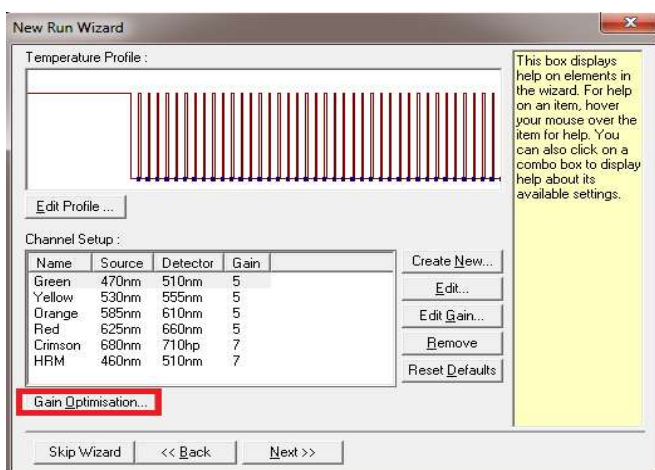 New Run Wizard
Temperature Profile :
This box displays
help on elements in
the wizard. For help
on an item, hover
your mouse over the
item for help. You
can also click on a
combo box to display
help about its
available settings.
Edit Profile ...
Channel Setup :
Name Source Detector Gain
Green 470nm 510nm 5
Yellow 530nm 555nm 5
Orange 585nm 610nm 5
Red 625nm 660nm 5
Crimson 680nm 710hp 7
HRM 460nm 510nm 7
Create New...
Edit...
Edit Gain...
Remove
Reset Defaults
Gain Optimisation...
Skip Wizard << Back Next >>